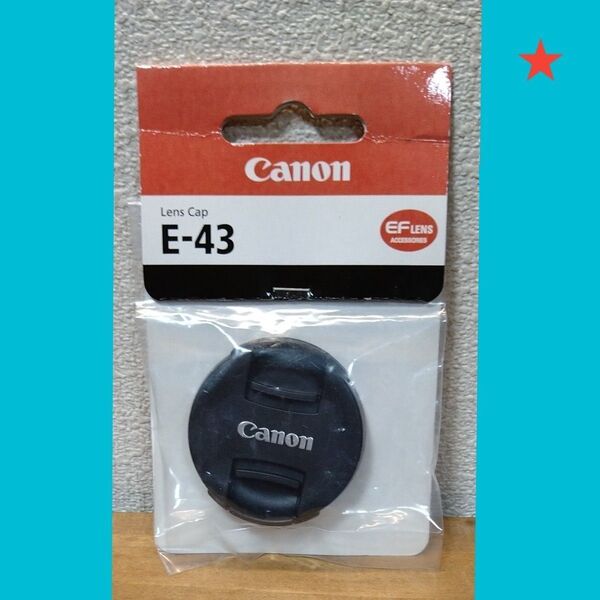 Canon
Lens Cap
E-43
EF LENS
ACCESSORIES
Canon